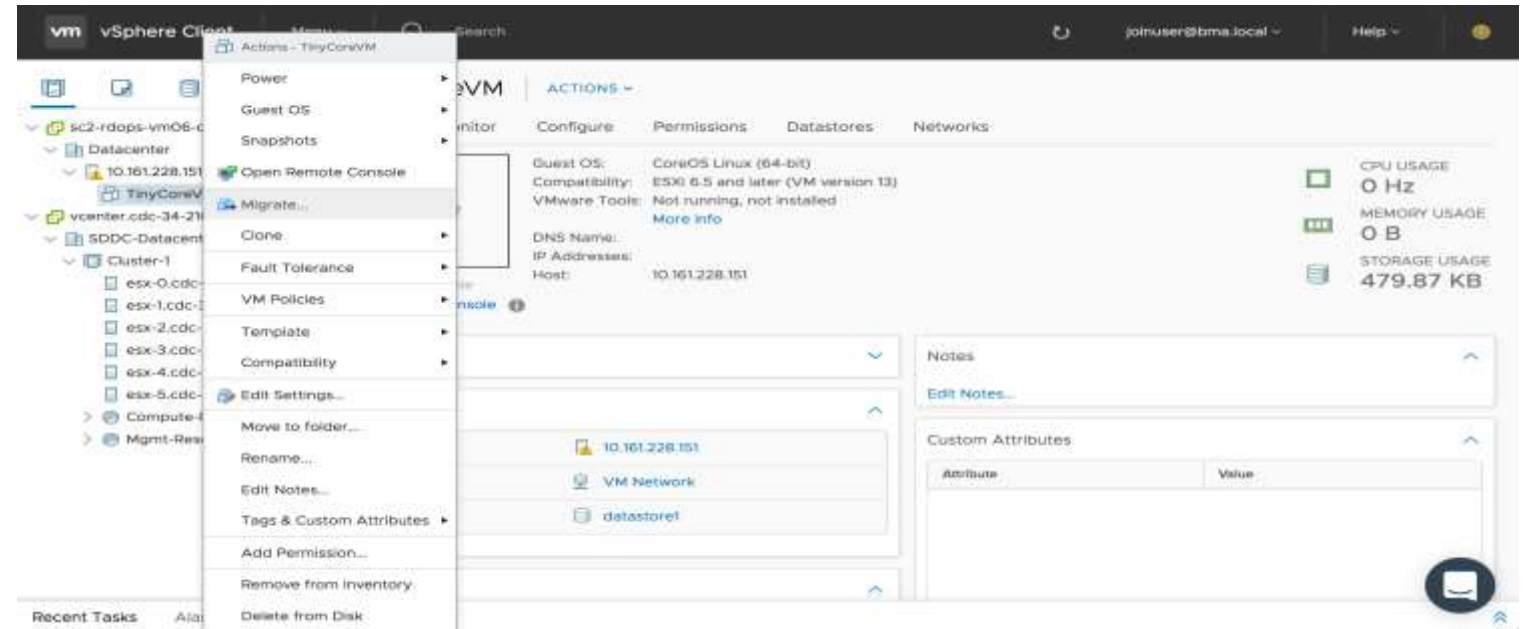 vm vSphere Client Menu Search joinuser@bma.local Help
Actions - TinyCoreVM
Power
Guest OS
Snapshots
Open Remote Console
Migrate...
Clone
Fault Tolerance
VM Policies
Template
Compatibility
Edit Settings...
Move to folder...
Rename...
Edit Notes...
Tags & Custom Attributes
Add Permission...
Remove from Inventory
Delete from Disk
sc2-rdops-vm06-c
Datacenter
10.161.228.151
TinyCoreV
vcenter.cdc-34-21
SDDC-Datacent
Cluster-1
esx-0.cdc-
esx-1.cdc-
esx-2.cdc-
esx-3.cdc-
esx-4.cdc-
esx-5.cdc-
Compute-
Mgmt-Res
eVM ACTIONS
nitor Configure Permissions Datastores Networks
Guest OS: CoreOS Linux (64-bit)
Compatibility: ESXi 6.5 and later (VM version 13)
VMware Tools: Not running, not installed
More info
DNS Name:
IP Addresses:
Host: 10.161.228.151
nsole
CPU USAGE
0 Hz
MEMORY USAGE
0 B
STORAGE USAGE
479.87 KB
10.161.228.151
VM Network
datastore1
Notes
Edit Notes...
Custom Attributes
Attribute Value
Recent Tasks Ala